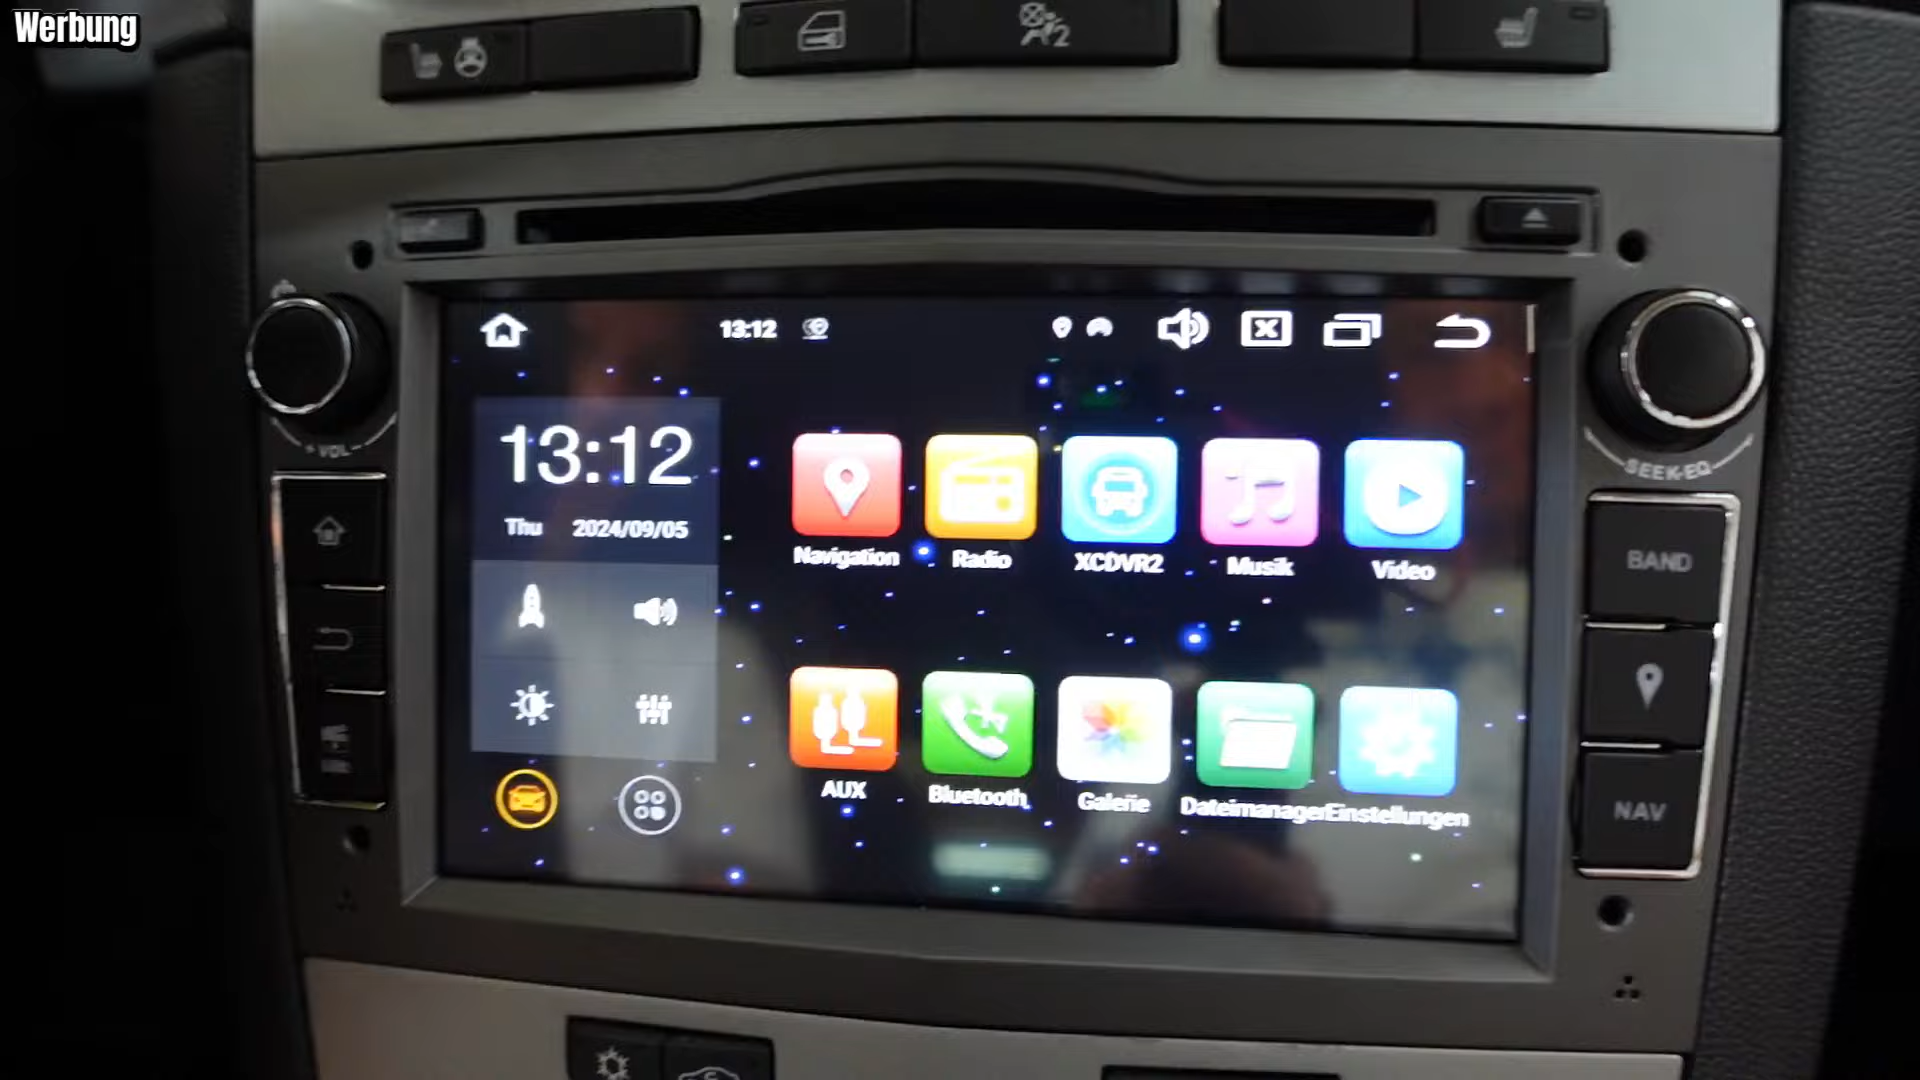 Werbung
2
13:12
13:12
Thu 2024/09/05
Navigation
Radio
XCDVR2
Musik
Video
AUX
Bluetooth
Galerie
Dateimanager
Einstellungen
VOL
SEEK-EQ
BAND
NAV